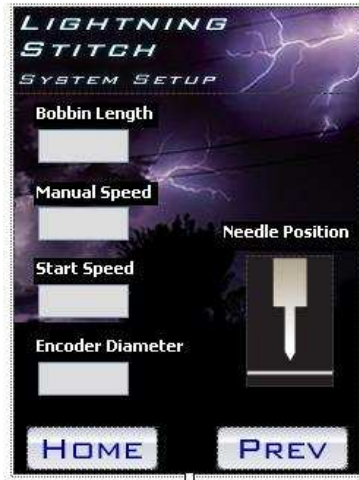 LIGHTNING
STITCH
SYSTEM SETUP
Bobbin Length
Manual Speed
Needle Position
Start Speed
Encoder Diameter
HOME
PREV